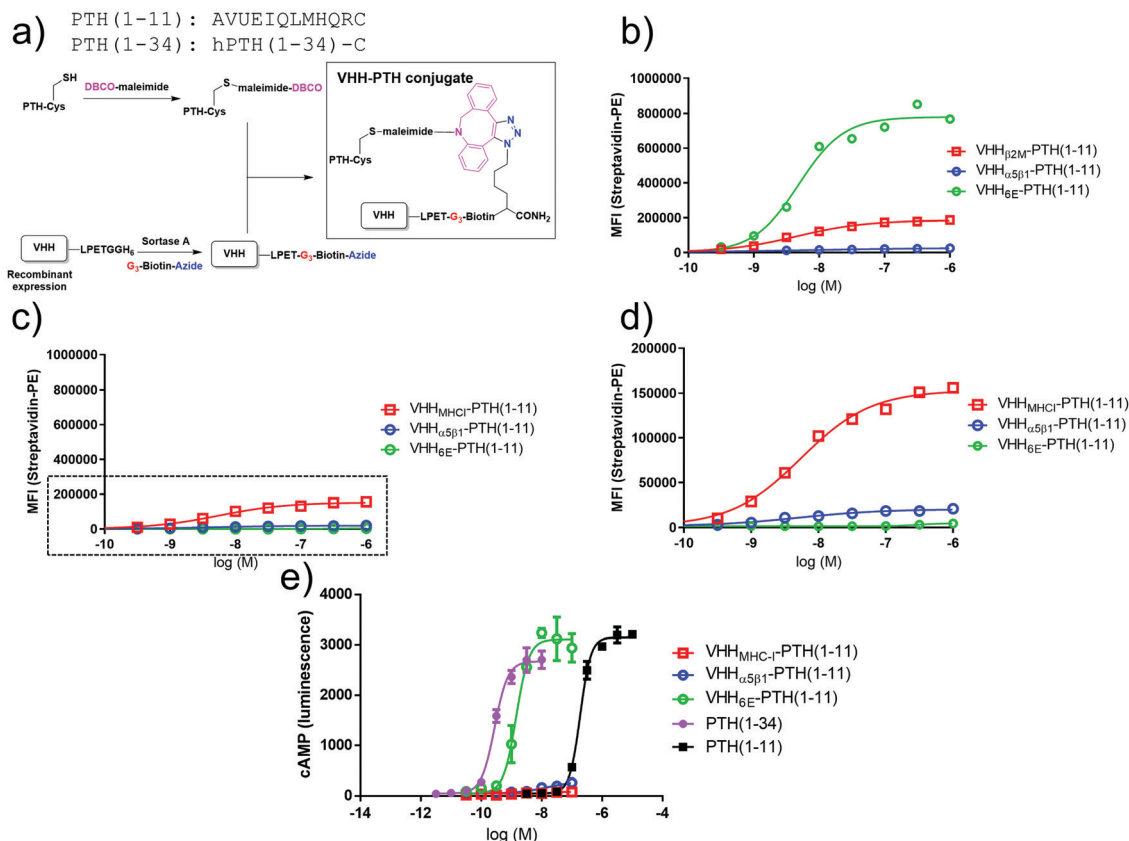 a)
PTH(1-11): AVUEIQLMHQRC
PTH(1-34): hPTH(1-34)-C
SH
PTH-Cys
DBCO-maleimide
S
maleimide-DBCO
PTH-Cys
VHH-PTH conjugate
S-maleimide
PTH-Cys
N
N
N
N
VHH
LPET-G3-Biotin
CONH2
VHH
LPETGGH6
Recombinant
expression
Sortase A
G3-Biotin-Azide
VHH
LPET-G3-Biotin-Azide
b)
MFI (Streptavidin-PE)
1000000
800000
600000
400000
200000
0
-10
-9
-8
-7
-6
log (M)
VHHβ2M-PTH(1-11)
VHHα5β1-PTH(1-11)
VHH6E-PTH(1-11)
c)
MFI (Streptavidin-PE)
1000000
800000
600000
400000
200000
0
-10
-9
-8
-7
-6
log (M)
VHHMHCI-PTH(1-11)
VHHα5β1-PTH(1-11)
VHH6E-PTH(1-11)
d)
MFI (Streptavidin-PE)
200000
150000
100000
50000
0
-10
-9
-8
-7
-6
log (M)
VHHMHCI-PTH(1-11)
VHHα5β1-PTH(1-11)
VHH6E-PTH(1-11)
e)
cAMP (luminescence)
4000
3000
2000
1000
0
-14
-12
-10
-8
-6
-4
log (M)
VHHMHC-I-PTH(1-11)
VHHα5β1-PTH(1-11)
VHH6E-PTH(1-11)
PTH(1-34)
PTH(1-11)